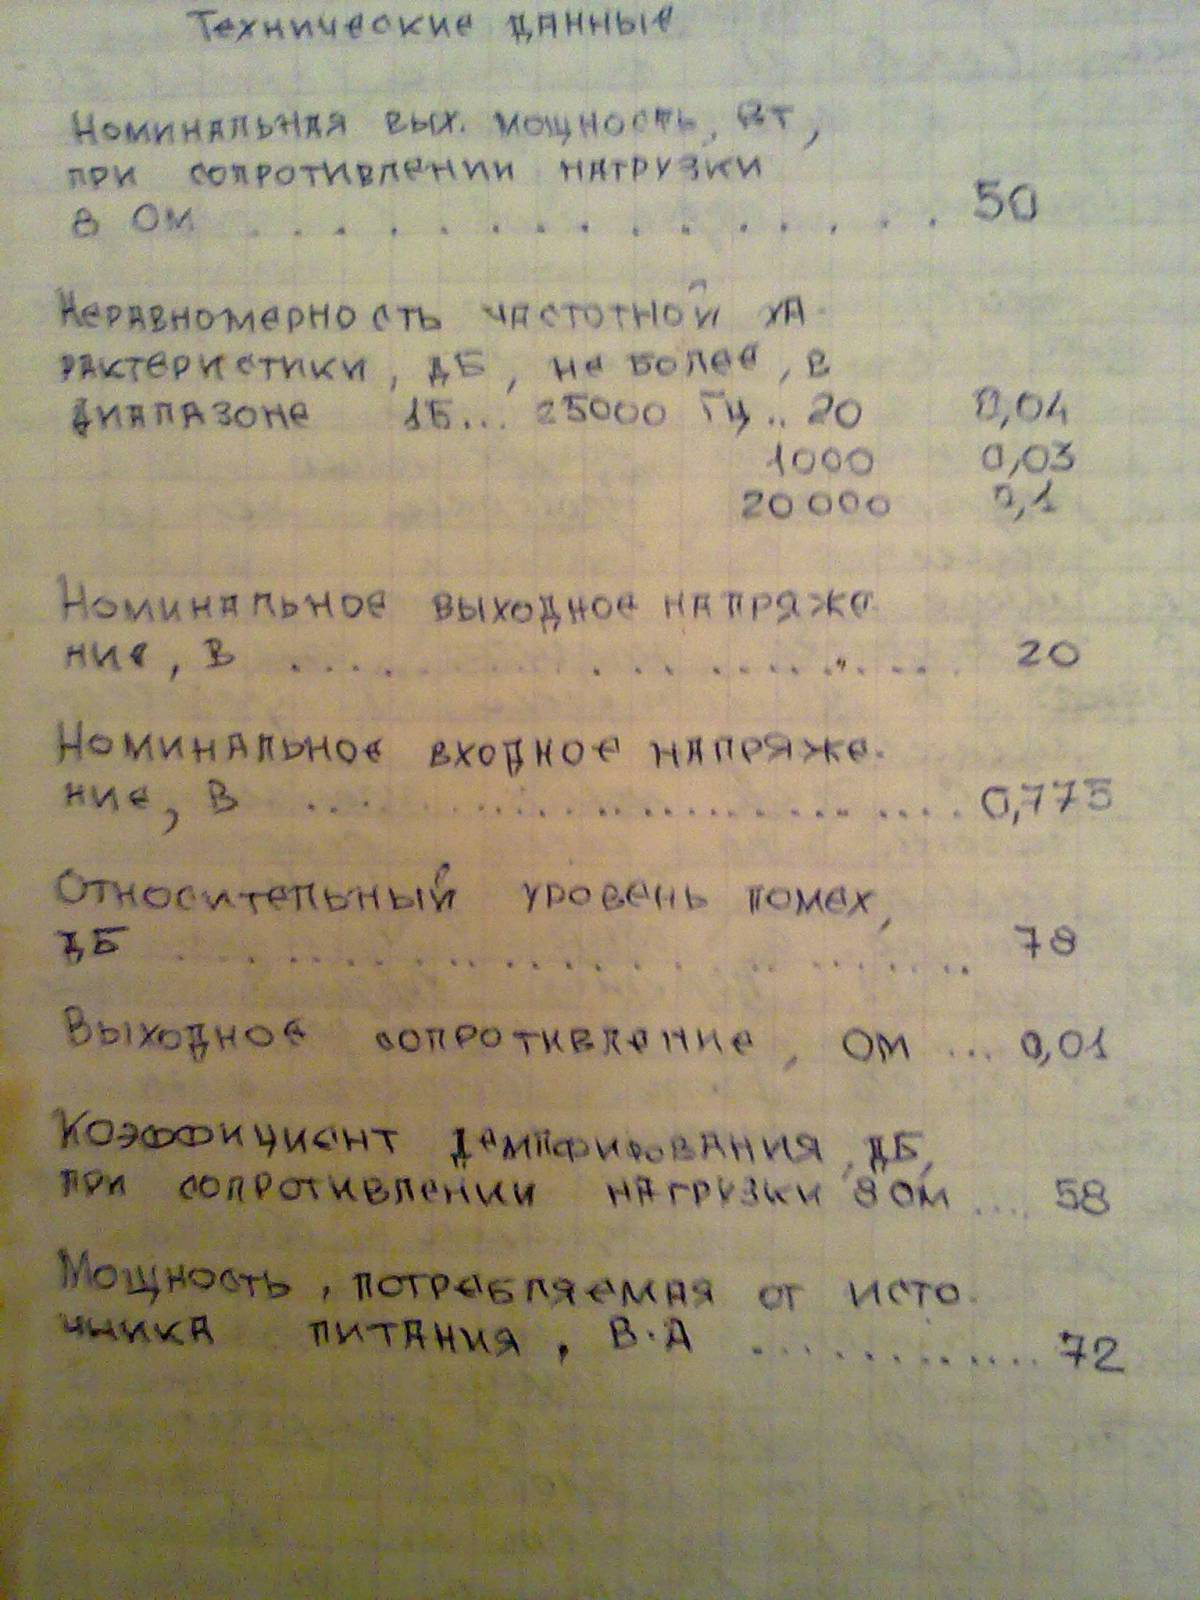 Технические данные
Номинальная вых. мощность, Вт,
при сопротивлении нагрузки
8 Ом . . . . . . . . . . . . . . . 50
Неравномерность частотной ха-
рактеристики, дБ, не более, в
диапазоне 15... 25000 Гц .. 20 0,04
1000 0,03
20 000 0,1
Номинальное выходное напряже-
ние, В .... . . . . . . . . . . 20
Номинальное входное напряже-
ние, В ........................ 0,775
Относительный уровень помех,
дБ ........................ 78
Выходное сопротивление, Ом ... 0,01
Коэффициент демпфирования, дБ,
при сопротивлении нагрузки 8 Ом .... 58
Мощность, потребляемая от исто-
чника питания, В·А ............ 72